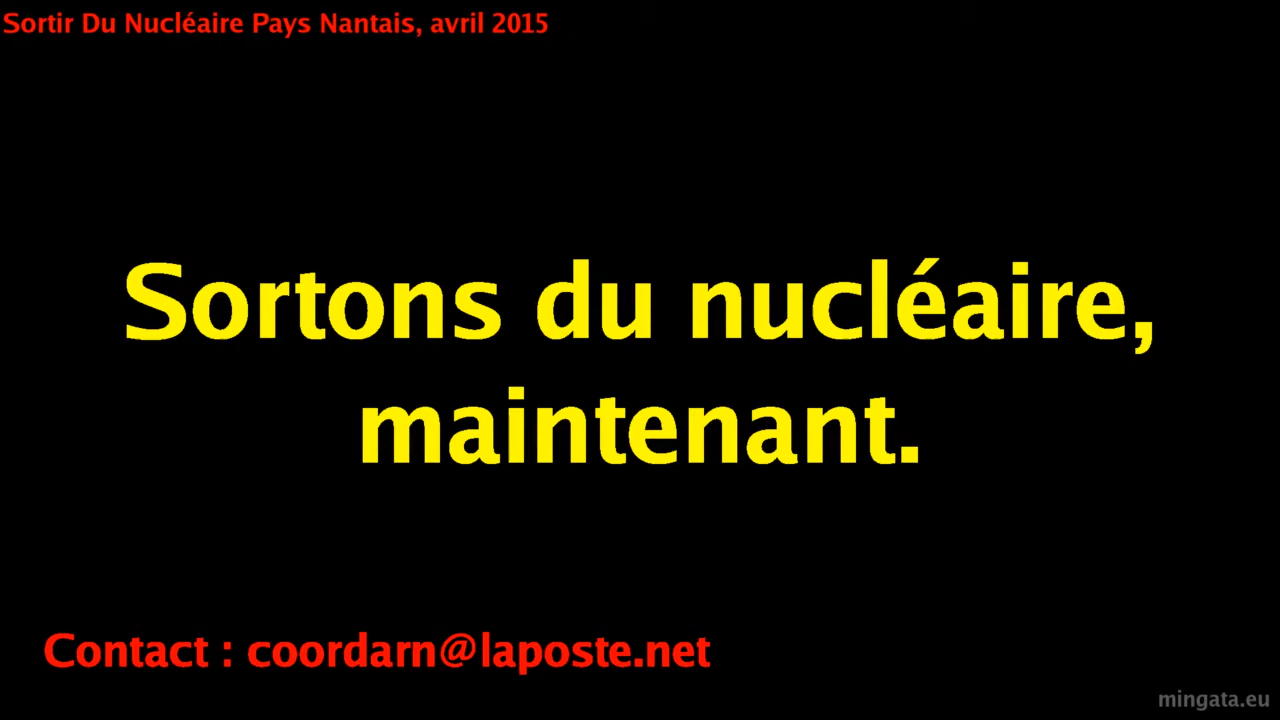 Sortir Du Nucléaire Pays Nantais, avril 2015
Sortons du nucléaire,
maintenant.
Contact : coordarn@laposte.net
mingata.eu